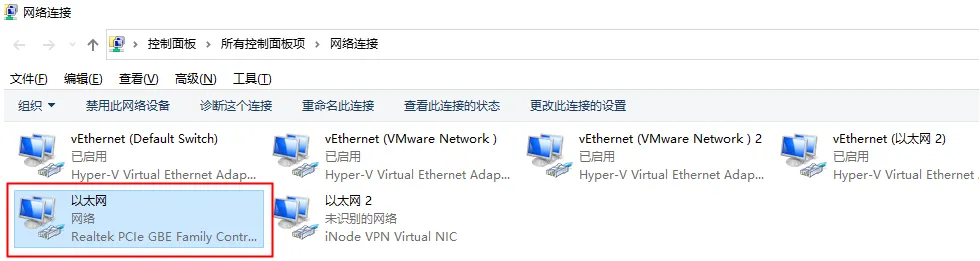 网络连接
控制面板 › 所有控制面板项 › 网络连接
文件(F) 编辑(E) 查看(V) 高级(N) 工具(T)
组织 禁用此网络设备 诊断这个连接 重命名此连接 查看此连接的状态 更改此连接的设置
vEthernet (Default Switch)
已启用
Hyper-V Virtual Ethernet Adap...
vEthernet (VMware Network )
已启用
Hyper-V Virtual Ethernet Adap...
vEthernet (VMware Network ) 2
已启用
Hyper-V Virtual Ethernet Adap...
vEthernet (以太网 2)
已启用
Hyper-V Virtual Ethernet Adap...
以太网
网络
Realtek PCIe GBE Family Contr...
以太网 2
未识别的网络
iNode VPN Virtual NIC